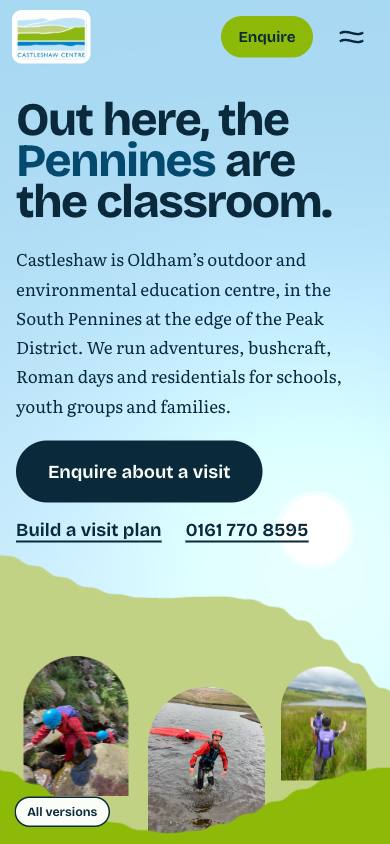 CASTLESHAW CENTRE
Enquire
Out here, the
Pennines are
the classroom.
Castleshaw is Oldham’s outdoor and
environmental education centre, in the
South Pennines at the edge of the Peak
District. We run adventures, bushcraft,
Roman days and residentials for schools,
youth groups and families.
Enquire about a visit
Build a visit plan 0161 770 8595
All versions